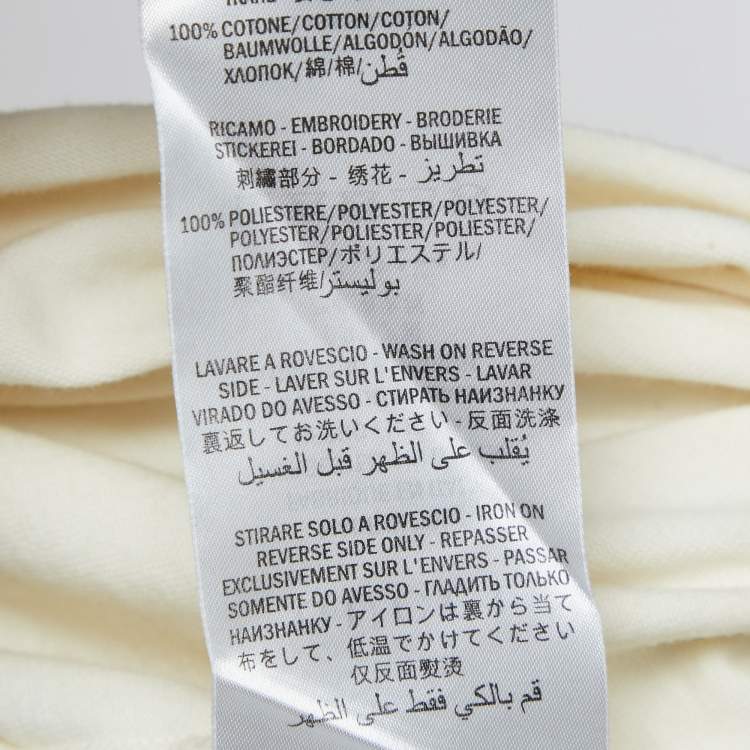 100% COTONE/COTTON/COTON/
BAUMWOLLE/ALGODÓN/ALGODÃO/
ХЛОПОК/綿/棉/قُطن
RICAMO - EMBROIDERY - BRODERIE
STICKEREI - BORDADO - ВЫШИВКА
刺繍部分 - 绣花 - تطريز
100% POLIESTERE/POLYESTER/POLYESTER/
POLYESTER/POLIESTER/POLIESTER/
ПОЛИЭСТЕР/ポリエステル/
聚酯纤维/بوليستر
LAVARE A ROVESCIO - WASH ON REVERSE
SIDE - LAVER SUR L'ENVERS - LAVAR
VIRADO DO AVESSO - СТИРАТЬ НАИЗНАНКУ
裏返してお洗いください - 反面洗涤
يُقلب على الظهر قبل الغسيل
STIRARE SOLO A ROVESCIO - IRON ON
REVERSE SIDE ONLY - REPASSER
EXCLUSIVEMENT SUR L'ENVERS - PASSAR
SOMENTE DO AVESSO - ГЛАДИТЬ ТОЛЬКО
НАИЗНАНКУ - アイロンは裏から当て
布をして、低温でかけてください
仅反面熨烫
قم بالكي فقط على الظهر